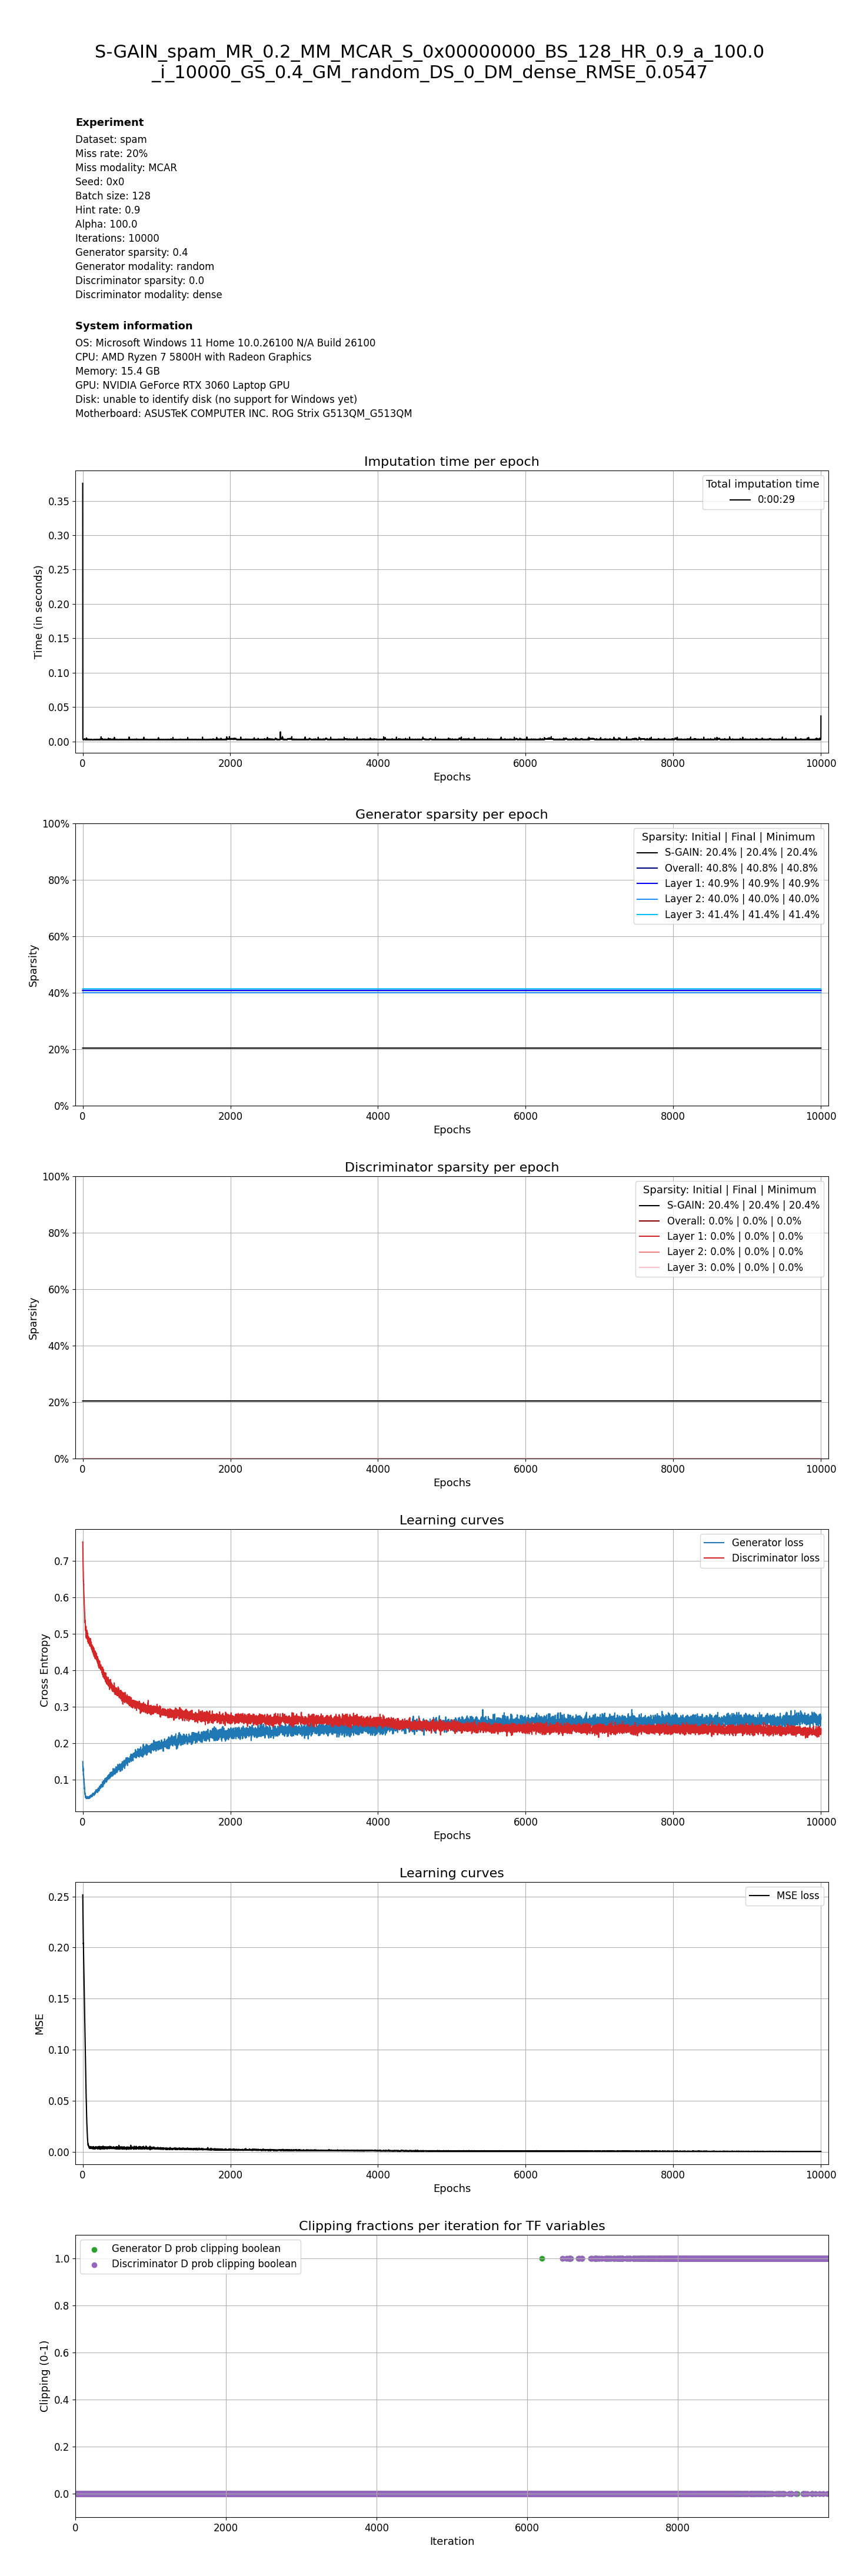 S-GAIN_spam_MR_0.2_MM_MCAR_S_0x00000000_BS_128_HR_0.9_a_100.0
_i_10000_GS_0.4_GM_random_DS_0_DM_dense_RMSE_0.0547
Experiment
Dataset: spam
Miss rate: 20%
Miss modality: MCAR
Seed: 0x0
Batch size: 128
Hint rate: 0.9
Alpha: 100.0
Iterations: 10000
Generator sparsity: 0.4
Generator modality: random
Discriminator sparsity: 0.0
Discriminator modality: dense
System information
OS: Microsoft Windows 11 Home 10.0.26100 N/A Build 26100
CPU: AMD Ryzen 7 5800H with Radeon Graphics
Memory: 15.4 GB
GPU: NVIDIA GeForce RTX 3060 Laptop GPU
Disk: unable to identify disk (no support for Windows yet)
Motherboard: ASUSTeK COMPUTER INC. ROG Strix G513QM_G513QM
Imputation time per epoch
Total imputation time
0:00:29
Time (in seconds)
0.35
0.30
0.25
0.20
0.15
0.10
0.05
0.00
0 2000 4000 6000 8000 10000
Epochs
Generator sparsity per epoch
Sparsity: Initial | Final | Minimum
S-GAIN: 20.4% | 20.4% | 20.4%
Overall: 40.8% | 40.8% | 40.8%
Layer 1: 40.9% | 40.9% | 40.9%
Layer 2: 40.0% | 40.0% | 40.0%
Layer 3: 41.4% | 41.4% | 41.4%
Sparsity
100%
80%
60%
40%
20%
0%
0 2000 4000 6000 8000 10000
Epochs
Discriminator sparsity per epoch
Sparsity: Initial | Final | Minimum
S-GAIN: 20.4% | 20.4% | 20.4%
Overall: 0.0% | 0.0% | 0.0%
Layer 1: 0.0% | 0.0% | 0.0%
Layer 2: 0.0% | 0.0% | 0.0%
Layer 3: 0.0% | 0.0% | 0.0%
Sparsity
100%
80%
60%
40%
20%
0%
0 2000 4000 6000 8000 10000
Epochs
Learning curves
Generator loss
Discriminator loss
Cross Entropy
0.7
0.6
0.5
0.4
0.3
0.2
0.1
0 2000 4000 6000 8000 10000
Epochs
Learning curves
MSE loss
MSE
0.25
0.20
0.15
0.10
0.05
0.00
0 2000 4000 6000 8000 10000
Epochs
Clipping fractions per iteration for TF variables
Generator D prob clipping boolean
Discriminator D prob clipping boolean
Clipping (0-1)
1.0
0.8
0.6
0.4
0.2
0.0
0 2000 4000 6000 8000
Iteration